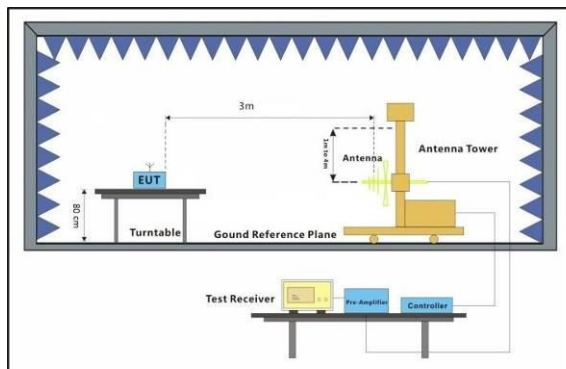 3m
1m to 4m
Antenna
Antenna Tower
EUT
80 cm
Turntable
Gound Reference Plane
Test Receiver
Pre-Amplifier
Controller